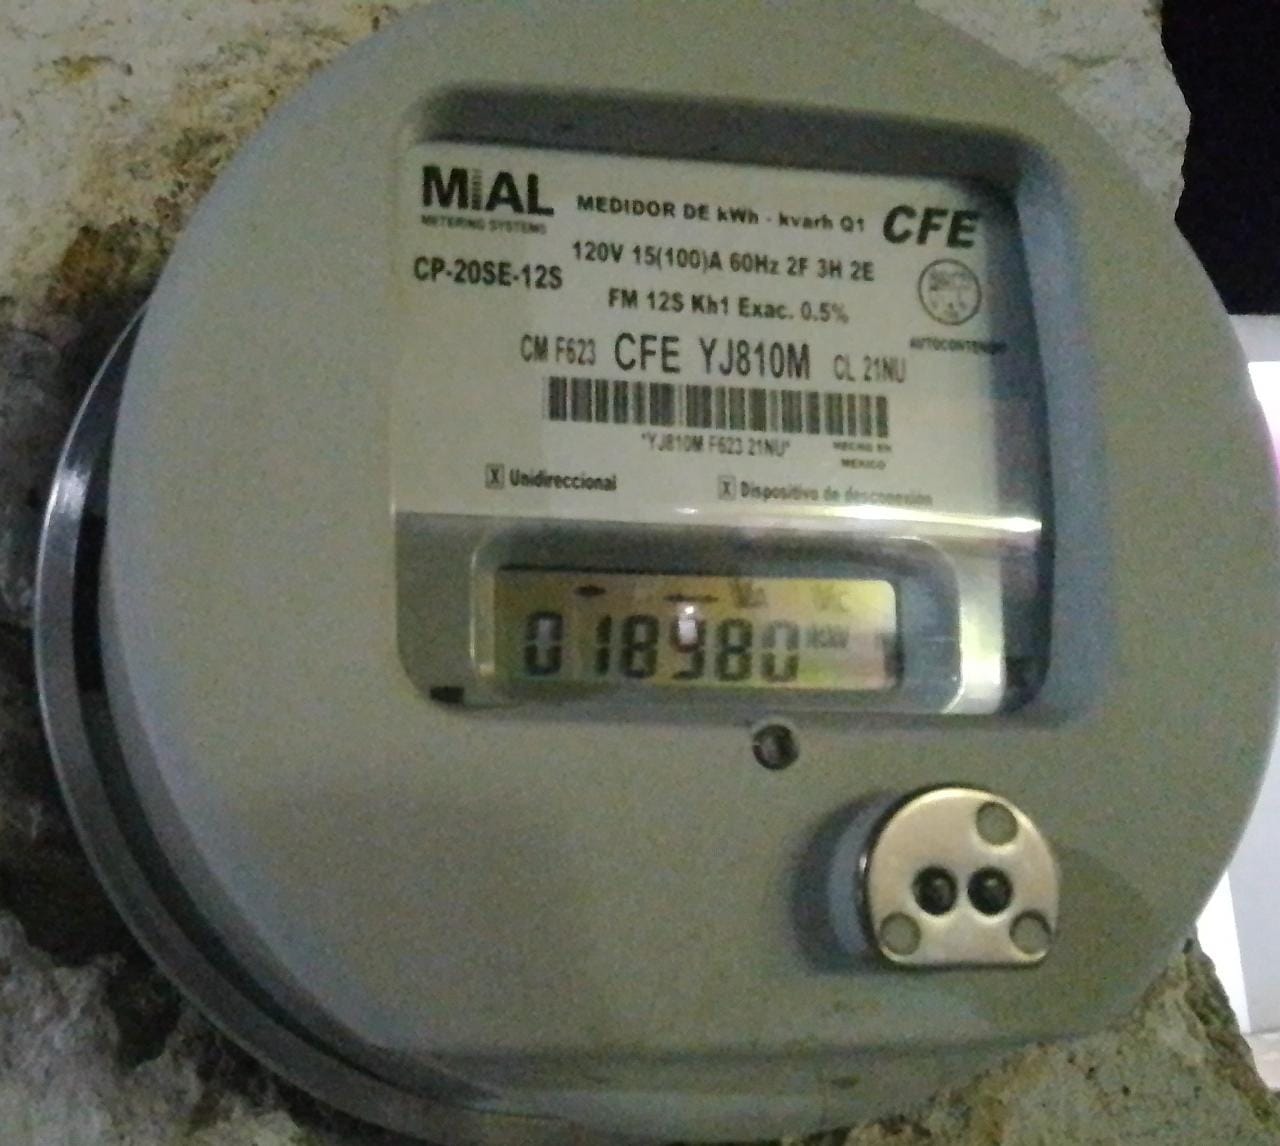 MIAL
METERING SYSTEMS
MEDIDOR DE kWh - kvarh Q1
CFE
120V 15(100)A 60Hz 2F 3H 2E
CP-20SE-12S
FM 12S Kh1 Exac. 0.5%
AUTOCONTENIDO
CM F623 CFE YJ810M CL 21NU
*YJ810M F623 21NU*
HECHO EN
MEXICO
X Unidireccional
X Dispositivo de desconexión
018980